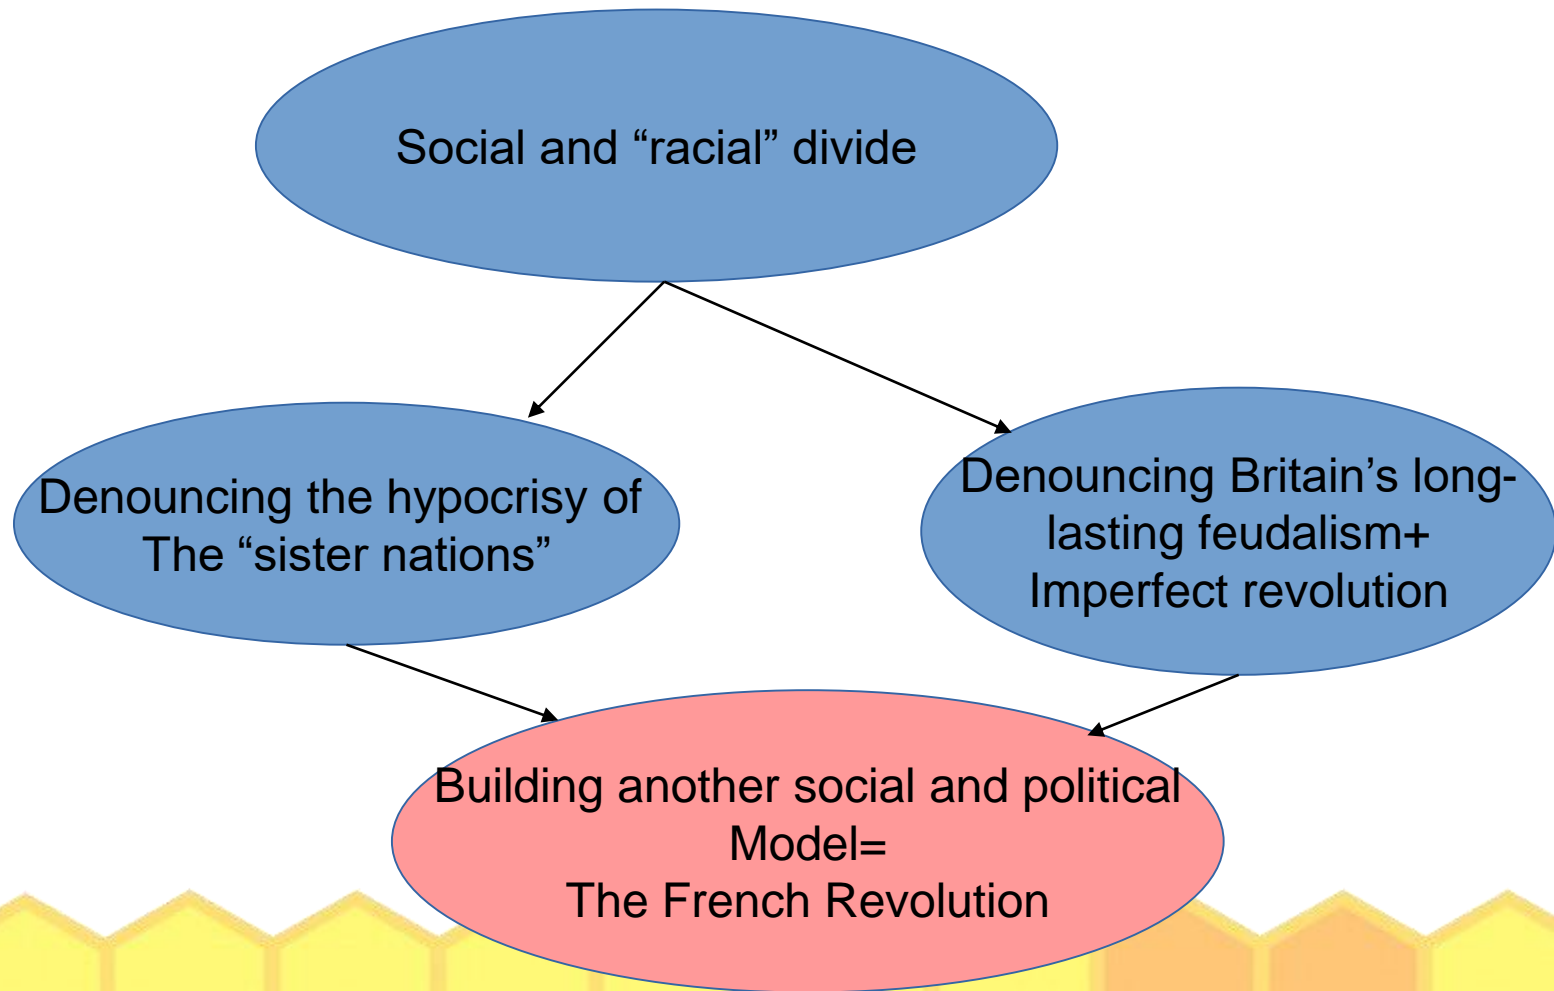 Social and “racial” divide
Denouncing the hypocrisy of
The “sister nations”
Denouncing Britain’s long-
lasting feudalism+
Imperfect revolution
Building another social and political
Model=
The French Revolution